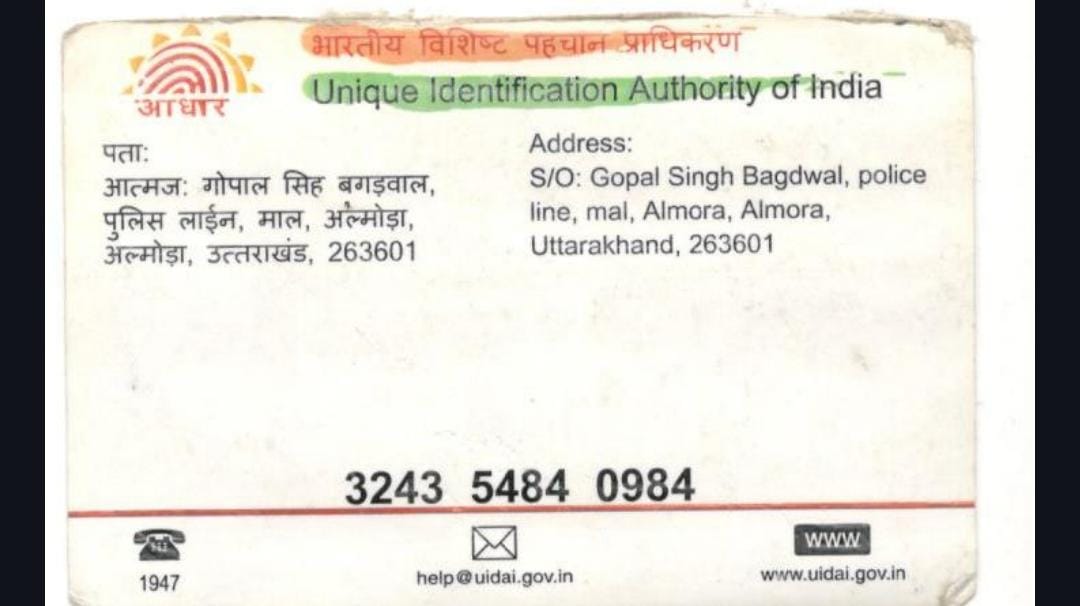 भारतीय विशिष्ट पहचान प्राधिकरण
Unique Identification Authority of India
आधार
पता:
आत्मज: गोपाल सिंह बगड़वाल,
पुलिस लाईन, माल, अल्मोड़ा,
अल्मोड़ा, उत्तराखंड, 263601
Address:
S/O: Gopal Singh Bagdwal, police
line, mal, Almora, Almora,
Uttarakhand, 263601
3243 5484 0984
1947
help@uidai.gov.in
WWW
www.uidai.gov.in